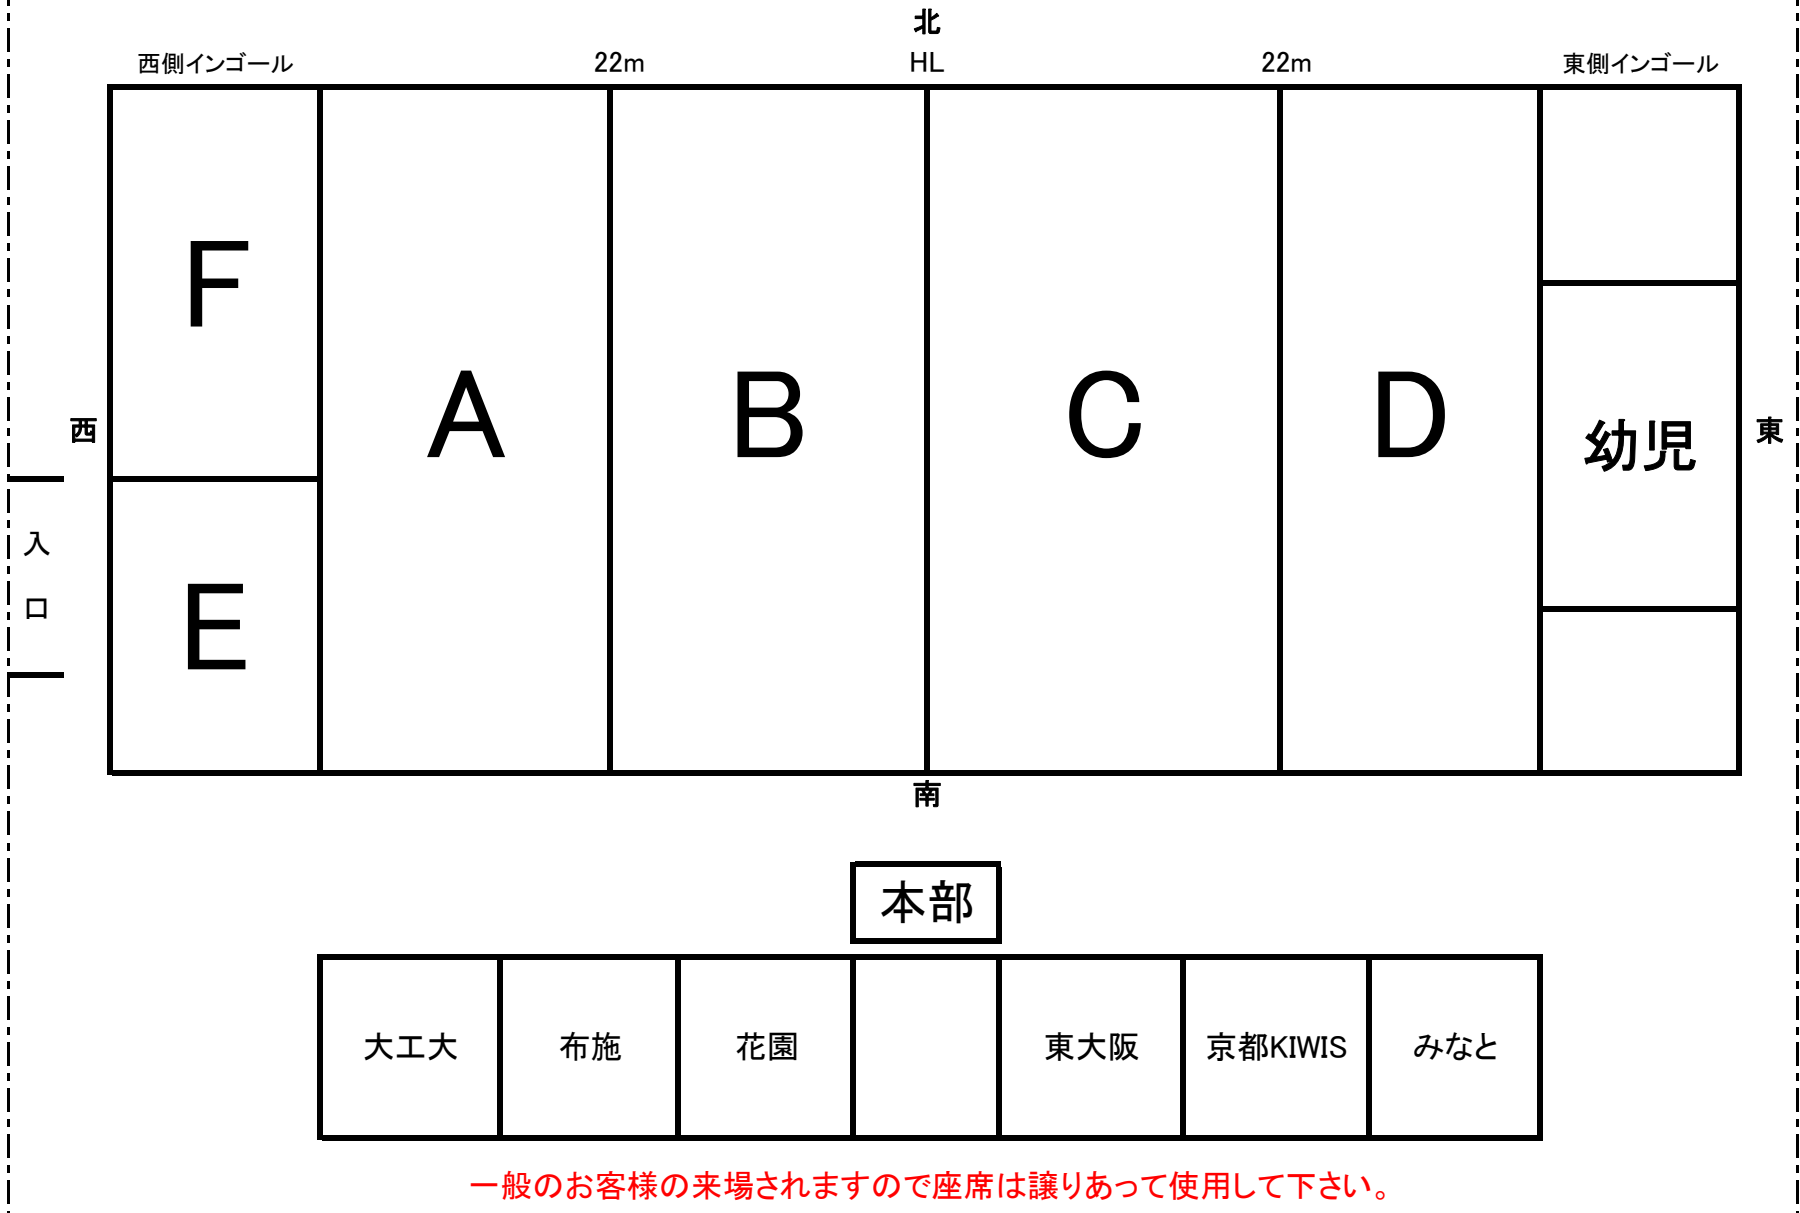 北
西側インゴール 22m HL 22m 東側インゴール
F
A B C D
西 幼児 東
入
口
E
南
本部
大工大 布施 花園 東大阪 京都KIWIS みなと
一般のお客様の来場されますので座席は譲りあって使用して下さい。